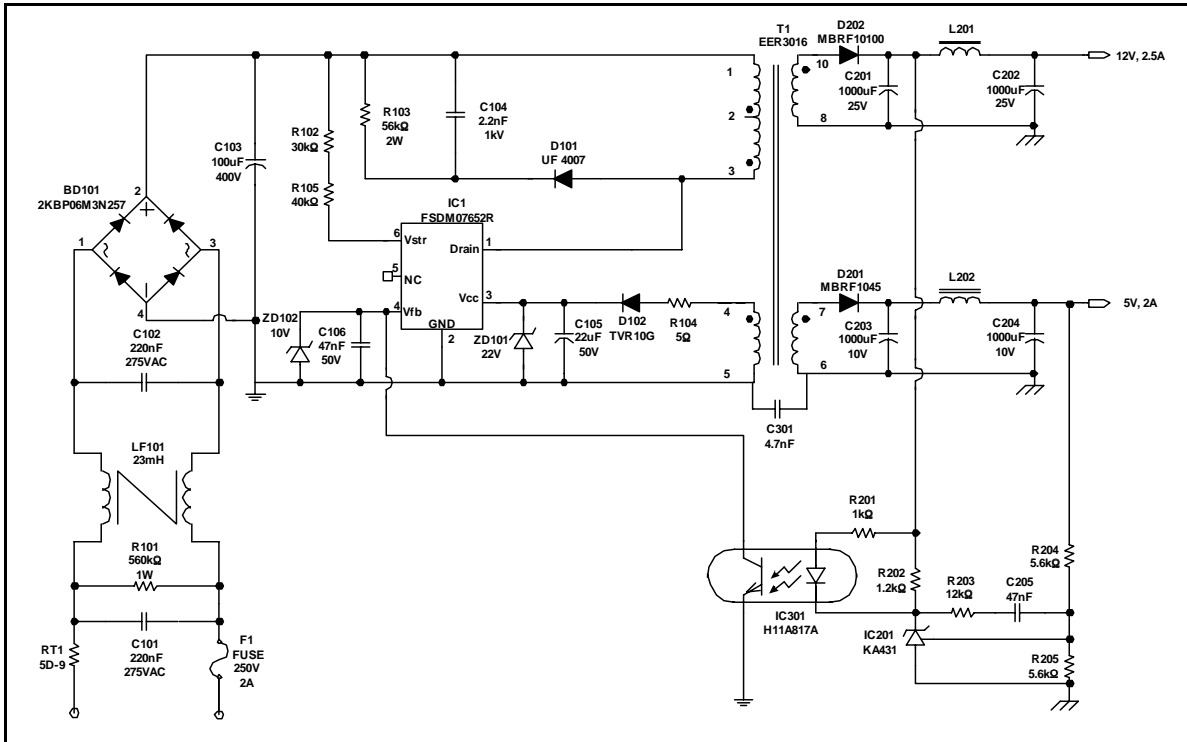 T1
EER3016
D202
MBRF10100
L201
10
8
1
2
3
C201
1000uF
25V
C202
1000uF
25V
12V, 2.5A
C104
2.2nF
1kV
R103
56kΩ
2W
R102
30kΩ
R105
40kΩ
D101
UF 4007
C103
100uF
400V
BD101
2KBP06M3N257
2
1
3
4
+
~
~
-
IC1
FSDM07652R
6
Vstr
Drain
1
5
NC
Vcc
3
4
Vfb
GND
2
ZD102
10V
C106
47nF
50V
ZD101
22V
C105
22uF
50V
D102
TVR10G
R104
5Ω
4
5
7
6
D201
MBRF1045
L202
C203
1000uF
10V
C204
1000uF
10V
5V, 2A
C301
4.7nF
C102
220nF
275VAC
LF101
23mH
R101
560kΩ
1W
C101
220nF
275VAC
RT1
5D-9
F1
FUSE
250V
2A
R201
1kΩ
R202
1.2kΩ
R203
12kΩ
C205
47nF
R204
5.6kΩ
R205
5.6kΩ
IC301
H11A817A
IC201
KA431